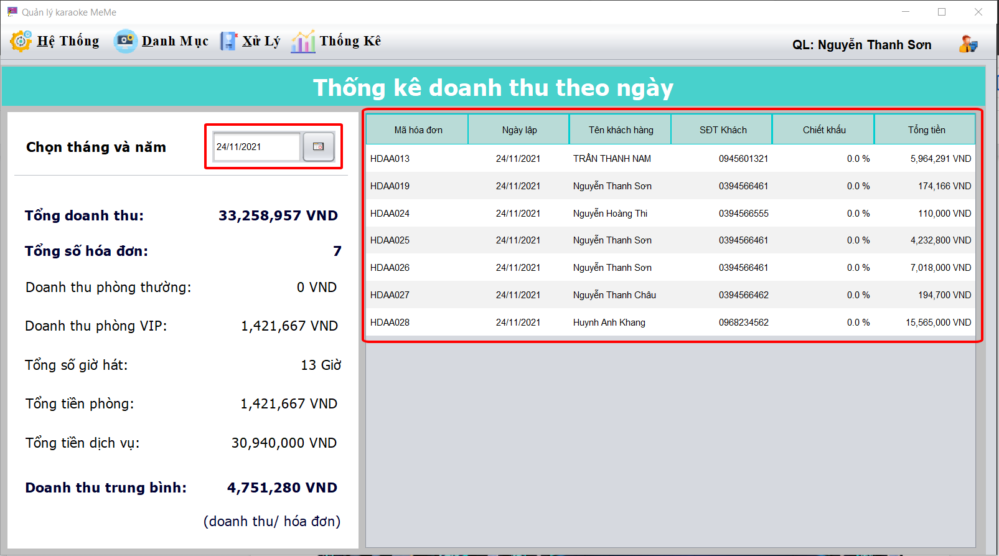 Quản lý karaoke MeMe
Hệ Thống Danh Mục Xử Lý Thống Kê
QL: Nguyễn Thanh Sơn
Thống kê doanh thu theo ngày
Chọn tháng và năm 24/11/2021
Tổng doanh thu: 33,258,957 VND
Tổng số hóa đơn: 7
Doanh thu phòng thường: 0 VND
Doanh thu phòng VIP: 1,421,667 VND
Tổng số giờ hát: 13 Giờ
Tổng tiền phòng: 1,421,667 VND
Tổng tiền dịch vụ: 30,940,000 VND
Doanh thu trung bình: 4,751,280 VND
(doanh thu/ hóa đơn)
Mã hóa đơn Ngày lập Tên khách hàng SĐT Khách Chiết khấu Tổng tiền
HDAA013 24/11/2021 TRẦN THANH NAM 0945601321 0.0 % 5,964,291 VND
HDAA019 24/11/2021 Nguyễn Thanh Sơn 0394566461 0.0 % 174,166 VND
HDAA024 24/11/2021 Nguyễn Hoàng Thi 0394566555 0.0 % 110,000 VND
HDAA025 24/11/2021 Nguyễn Thanh Sơn 0394566461 0.0 % 4,232,800 VND
HDAA026 24/11/2021 Nguyễn Thanh Sơn 0394566461 0.0 % 7,018,000 VND
HDAA027 24/11/2021 Nguyễn Thanh Châu 0394566462 0.0 % 194,700 VND
HDAA028 24/11/2021 Huynh Anh Khang 0968234562 0.0 % 15,565,000 VND